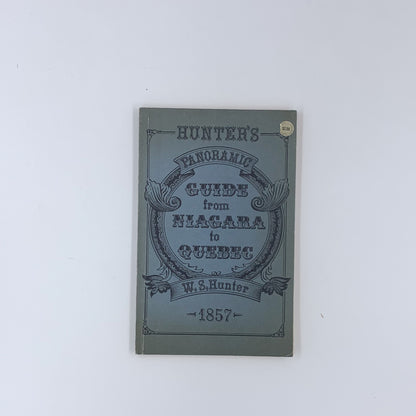 HUNTER'S
PANORAMIC
GUIDE
from
NIAGARA
to
QUEBEC
W. S. Hunter
1857